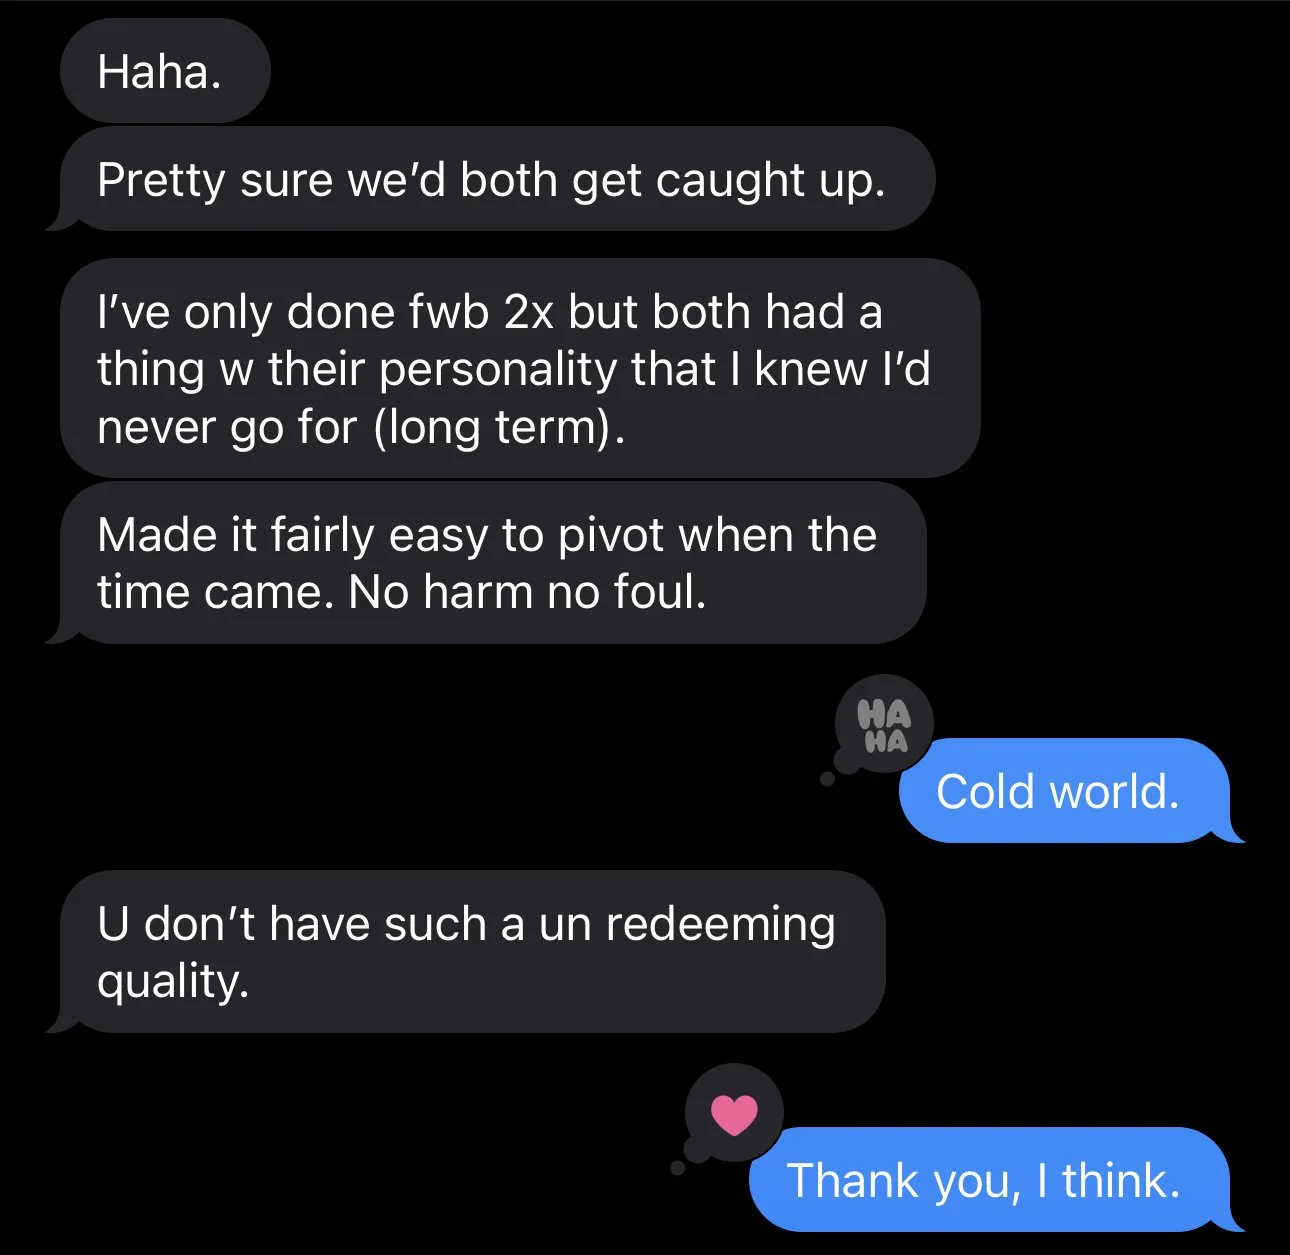 Haha.
Pretty sure we’d both get caught up.
I’ve only done fwb 2x but both had a
thing w their personality that I knew I’d
never go for (long term).
Made it fairly easy to pivot when the
time came. No harm no foul.
HA
HA
Cold world.
U don’t have such a un redeeming
quality.
Thank you, I think.